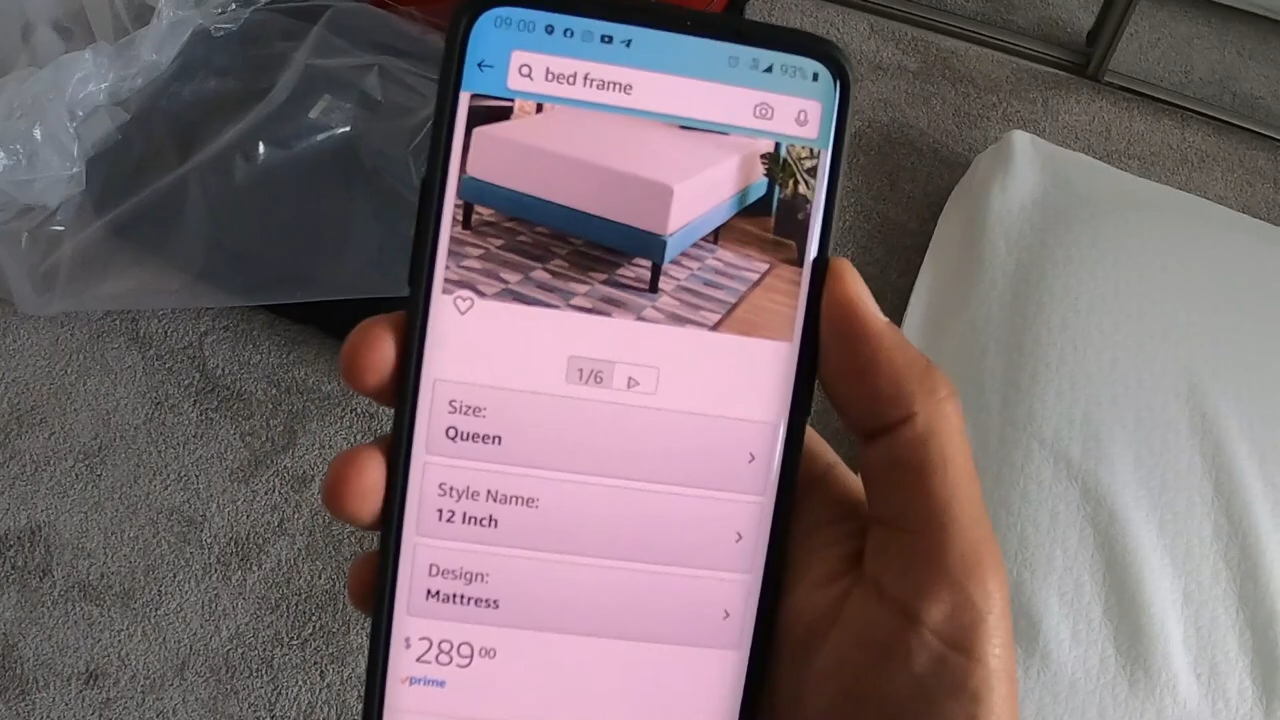 09:00
93%
bed frame
1/6
Size:
Queen
Style Name:
12 Inch
Design:
Mattress
$289 00
prime